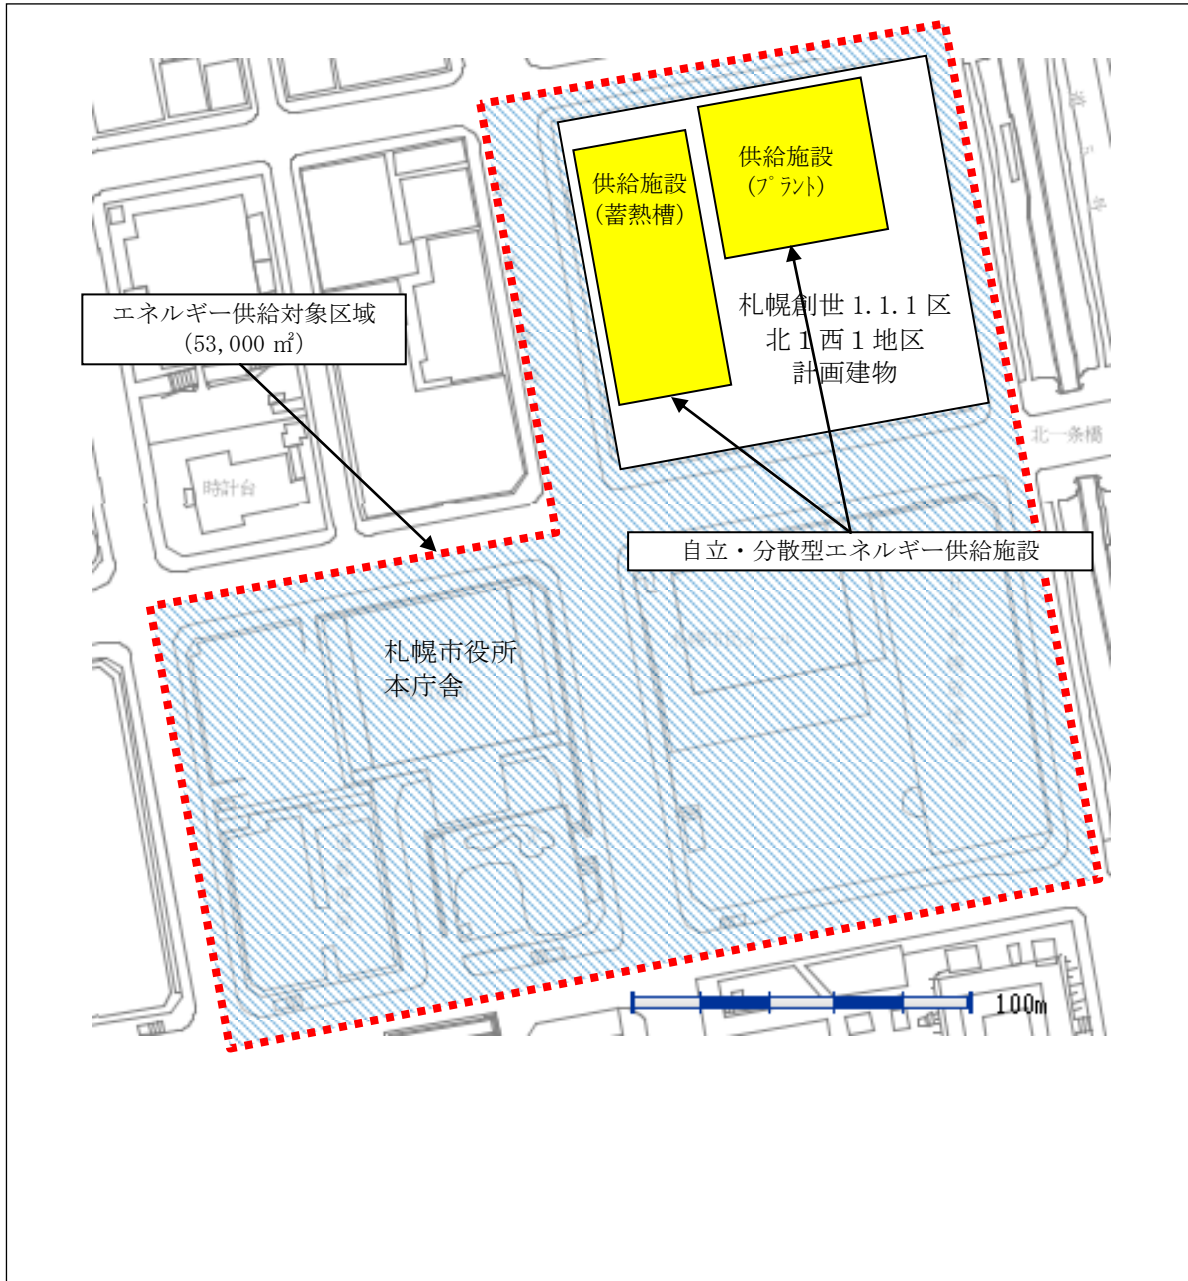 供給施設
(プラント)
供給施設
(蓄熱槽)
エネルギー供給対象区域
(53,000 ㎡)
札幌創世 1.1.1 区
北 1 西 1 地区
計画建物
北一条橋
時計台
自立・分散型エネルギー供給施設
札幌市役所
本庁舎
100m